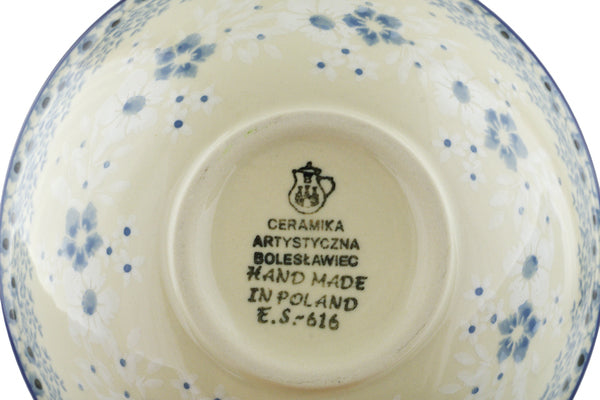 CERAMIKA
ARTYSTYCZNA
BOLESŁAWIEC
HAND MADE
IN POLAND
E.S.-616